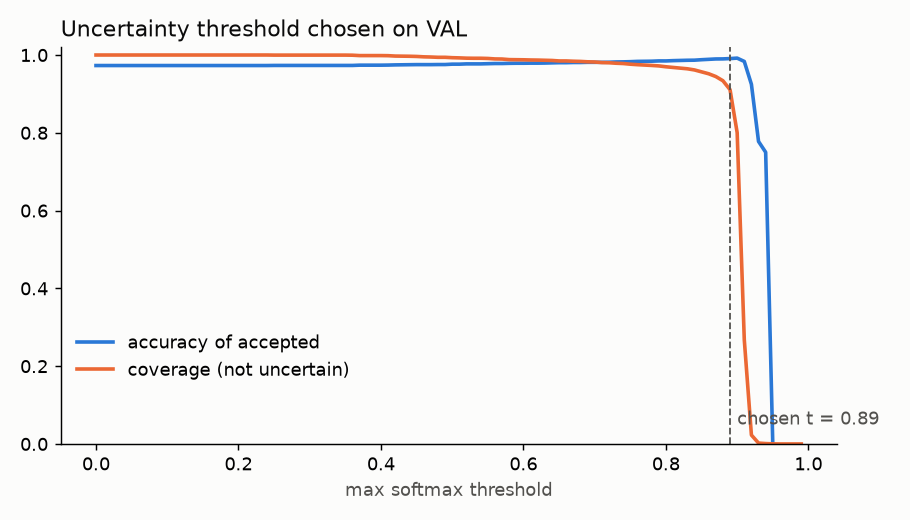 Uncertainty threshold chosen on VAL
1.0
0.8
0.6
0.4
0.2
0.0
accuracy of accepted
coverage (not uncertain)
chosen t = 0.89
0.0 0.2 0.4 0.6 0.8 1.0
max softmax threshold